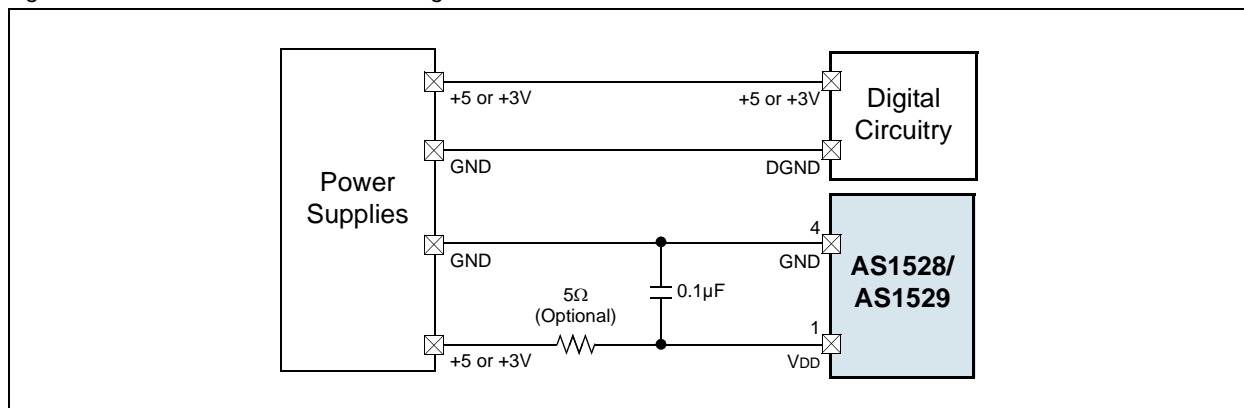 Power
Supplies
+5 or +3V
+5 or +3V
Digital
Circuitry
GND
DGND
GND
4
GND
AS1528/
AS1529
0.1µF
5Ω
(Optional)
+5 or +3V
1
VDD